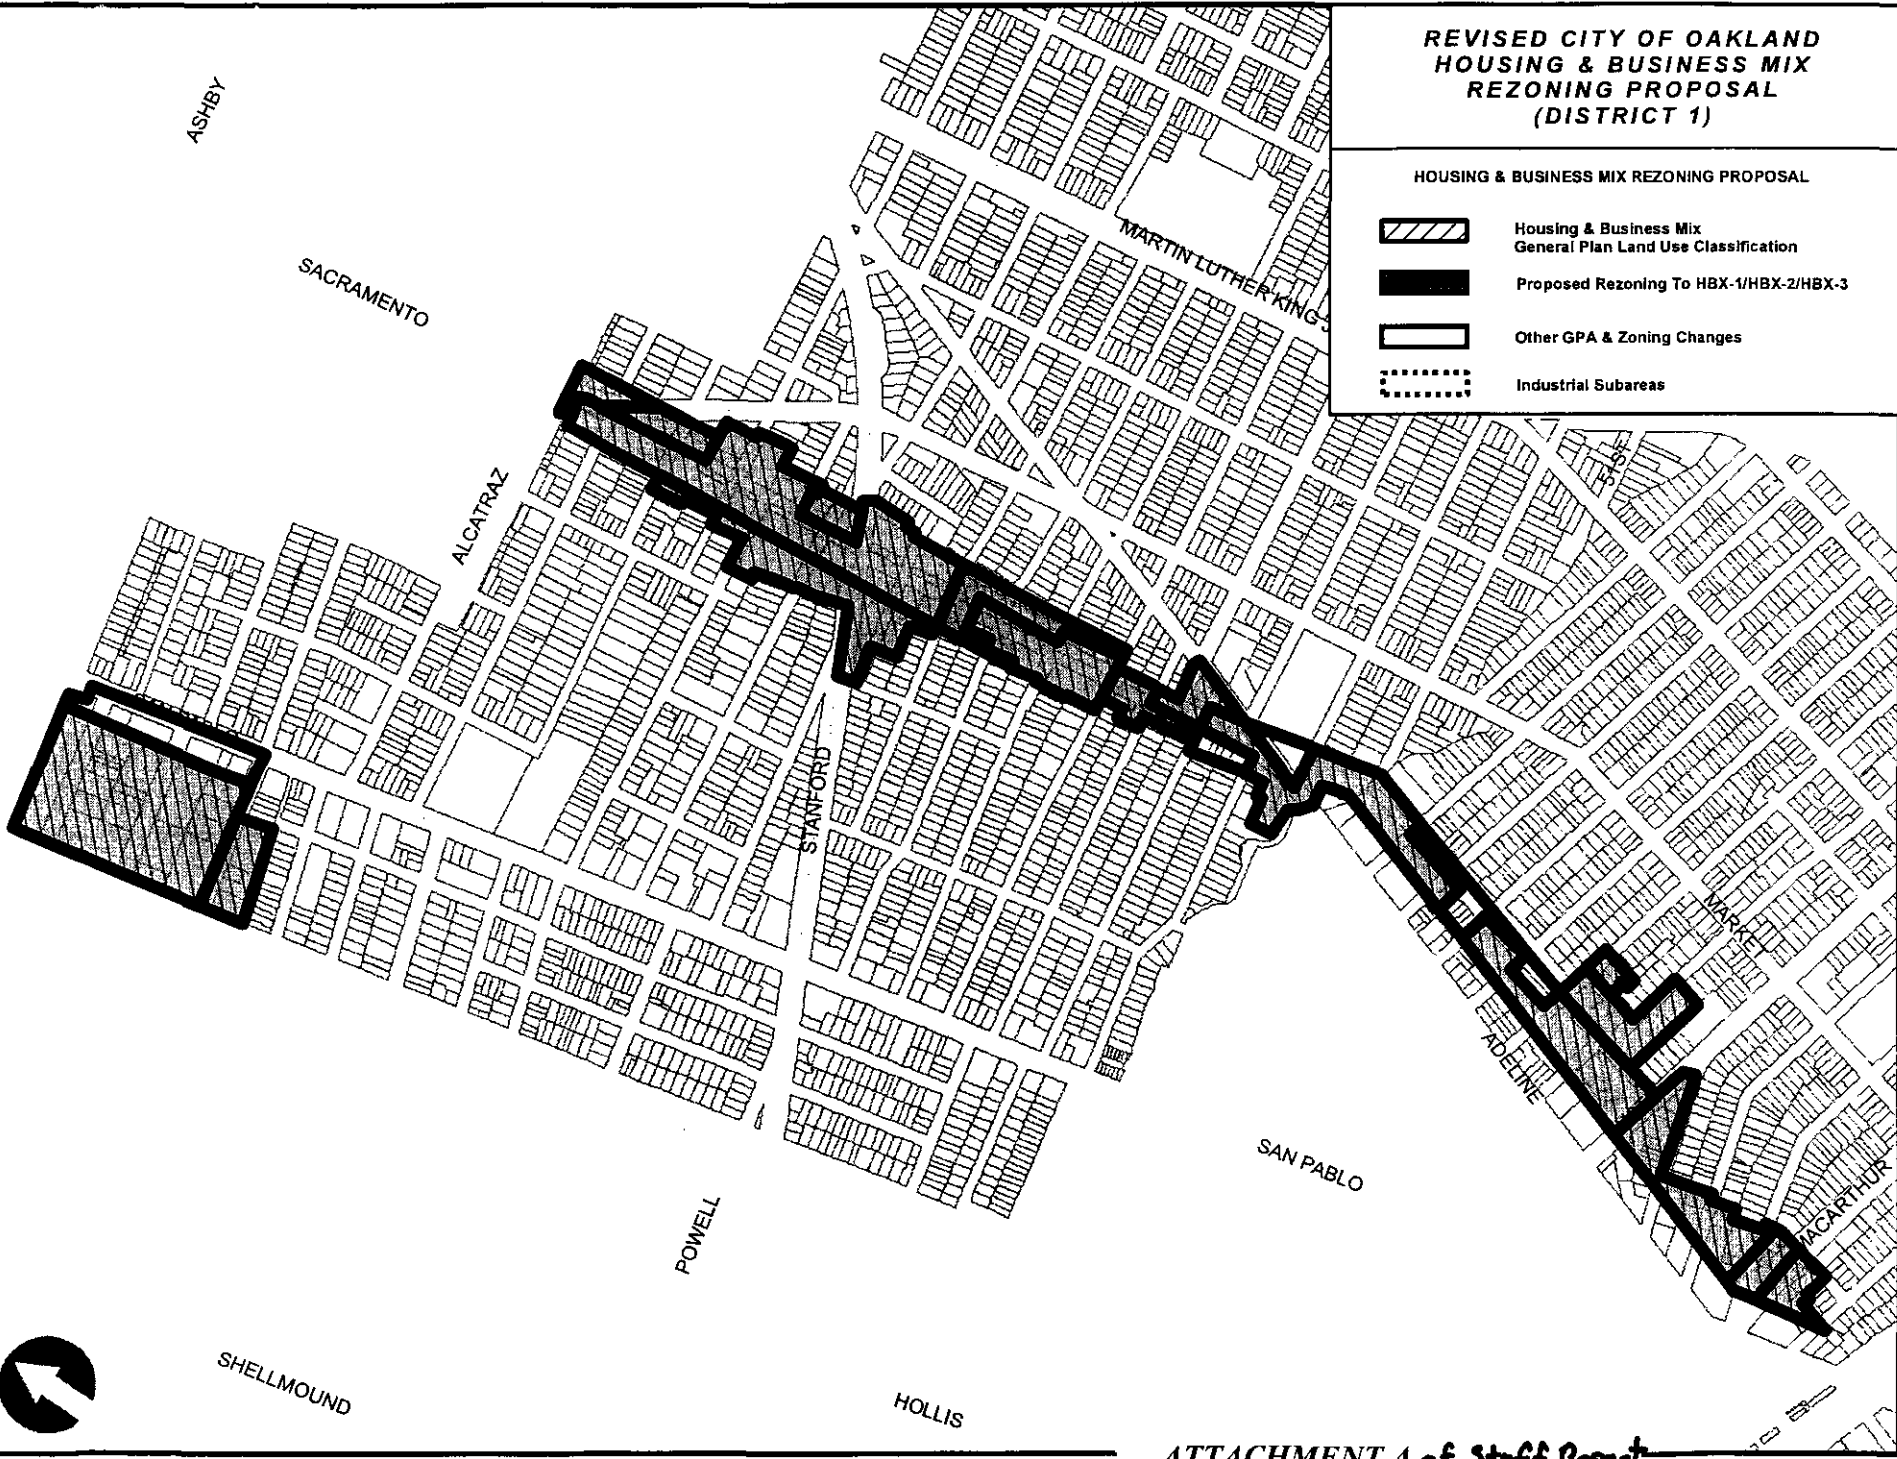 REVISED CITY OF OAKLAND
HOUSING & BUSINESS MIX
REZONING PROPOSAL
(DISTRICT 1)
HOUSING & BUSINESS MIX REZONING PROPOSAL
Housing & Business Mix
General Plan Land Use Classification
Proposed Rezoning To HBX-1/HBX-2/HBX-3
Other GPA & Zoning Changes
Industrial Subareas
ASHBY
SACRAMENTO
MARTIN LUTHER KING
51ST
ALCATRAZ
STANFORD
MARKET
ADELINE
SAN PABLO
MACARTHUR
POWELL
SHELLMOUND
HOLLIS
ATTACHMENT A of Staff Report